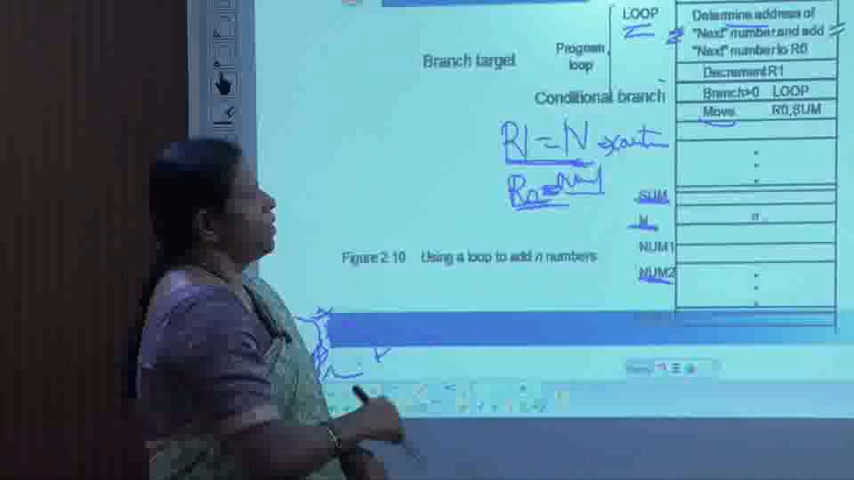 LOOP
Determine address of
"Next" number and add
"Next" number to R0
Branch target
Program
loop
Decrement R1
Conditional branch
Branch>0 LOOP
Move R0,SUM
R1 = N
R0 =
SUM
N
n
NUM1
NUM2
Figure 2.10 Using a loop to add n numbers